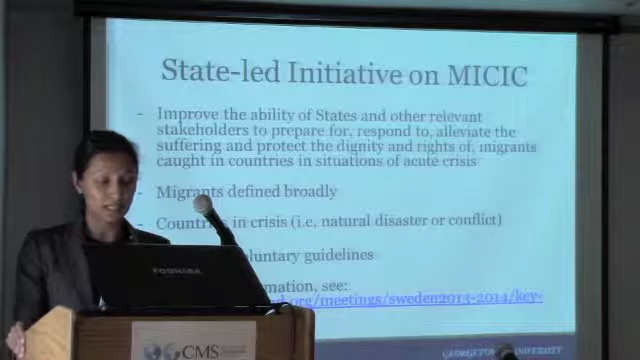 State-led Initiative on MICIC
- Improve the ability of States and other relevant
stakeholders to prepare for, respond to, alleviate the
suffering and protect the dignity and rights of, migrants
caught in countries in situations of acute crisis
- Migrants defined broadly
- Countries in crisis (i.e, natural disaster or conflict)
voluntary guidelines
see:
.org/meetings/sweden2013-2014/key-
TOSHIBA
CMS
GEORGETOWN UNIVERSITY